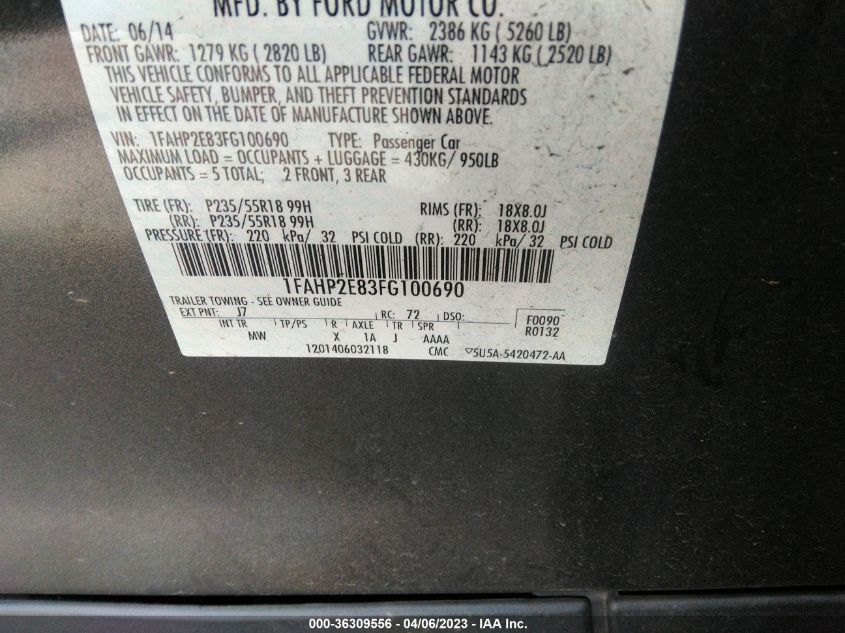 MFD. BY FORD MOTOR CO.
DATE: 06/14 GVWR: 2386 KG ( 5260 LB)
FRONT GAWR: 1279 KG ( 2820 LB) REAR GAWR: 1143 KG ( 2520 LB)
THIS VEHICLE CONFORMS TO ALL APPLICABLE FEDERAL MOTOR
VEHICLE SAFETY, BUMPER, AND THEFT PREVENTION STANDARDS
IN EFFECT ON THE DATE OF MANUFACTURE SHOWN ABOVE.
VIN: 1FAHP2E83FG100690 TYPE: Passenger Car
MAXIMUM LOAD = OCCUPANTS + LUGGAGE = 430KG/ 950LB
OCCUPANTS = 5 TOTAL; 2 FRONT, 3 REAR
TIRE (FR): P235/55R18 99H RIMS (FR): 18X8.0J
(RR): P235/55R18 99H (RR): 18X8.0J
PRESSURE (FR): 220 kPa/ 32 PSI COLD (RR): 220 kPa/ 32 PSI COLD
1FAHP2E83FG100690
TRAILER TOWING - SEE OWNER GUIDE
EXT PNT: J7 RC: 72 DSO: F0090
R0132
INT TR TP/PS R AXLE TR SPR
MW X 1A J AAAA
1201406032118 CMC ▽5U5A-5420472-AA
000-36309556 - 04/06/2023 - IAA Inc.